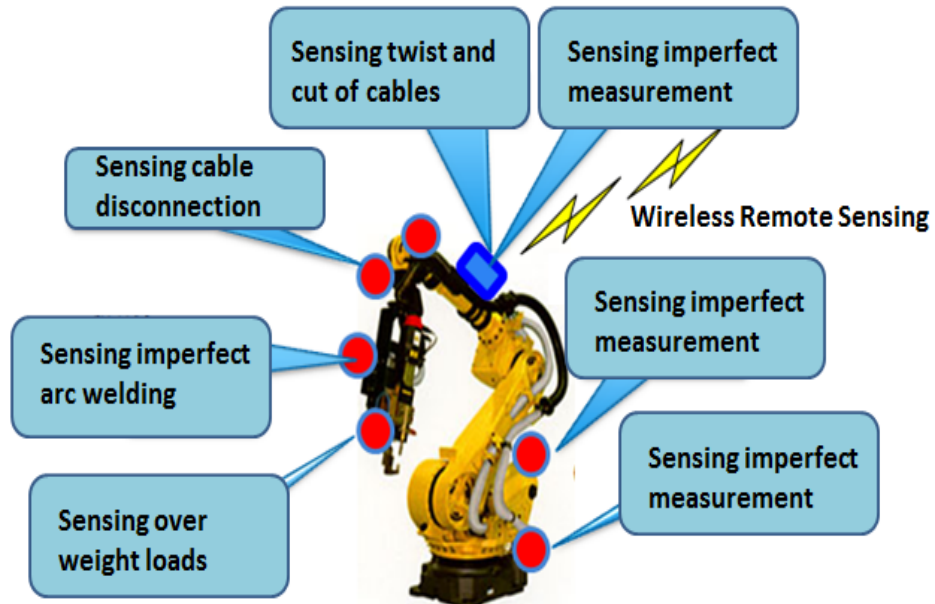 Sensing twist and
cut of cables
Sensing imperfect
measurement
Sensing cable
disconnection
Wireless Remote Sensing
Sensing imperfect
measurement
Sensing imperfect
arc welding
Sensing imperfect
measurement
Sensing over
weight loads